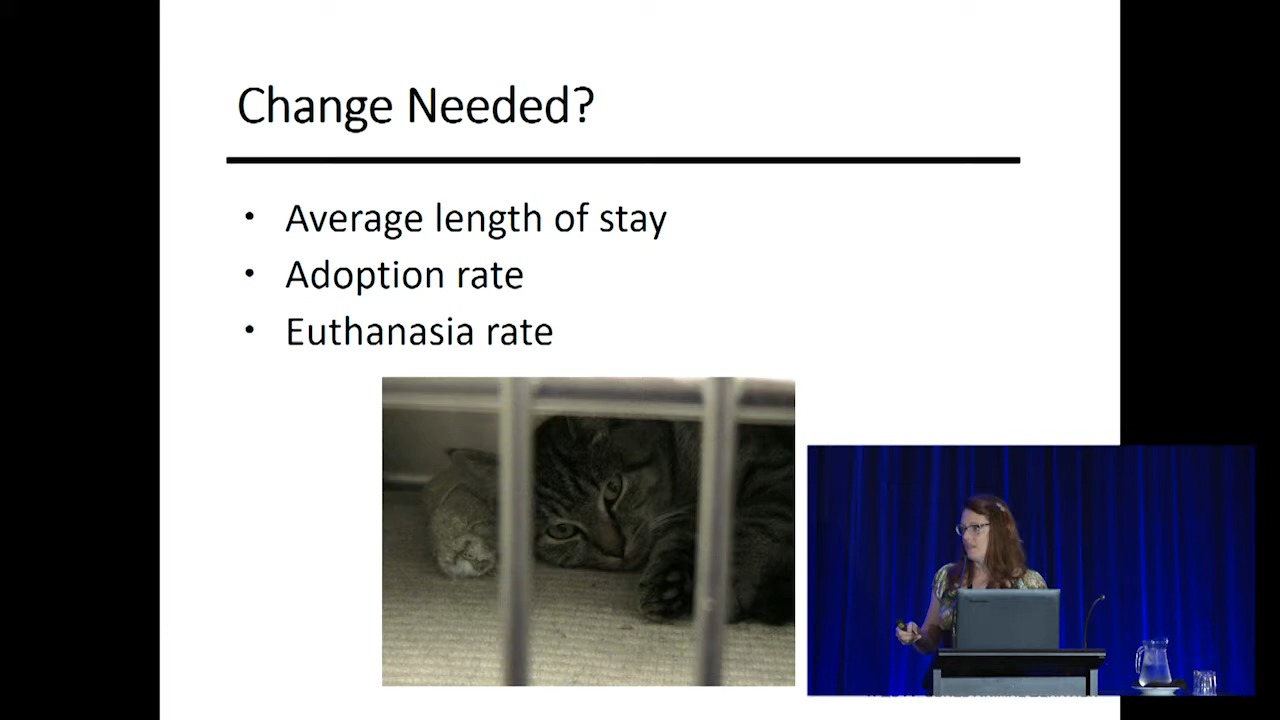 Change Needed?
• Average length of stay
• Adoption rate
• Euthanasia rate